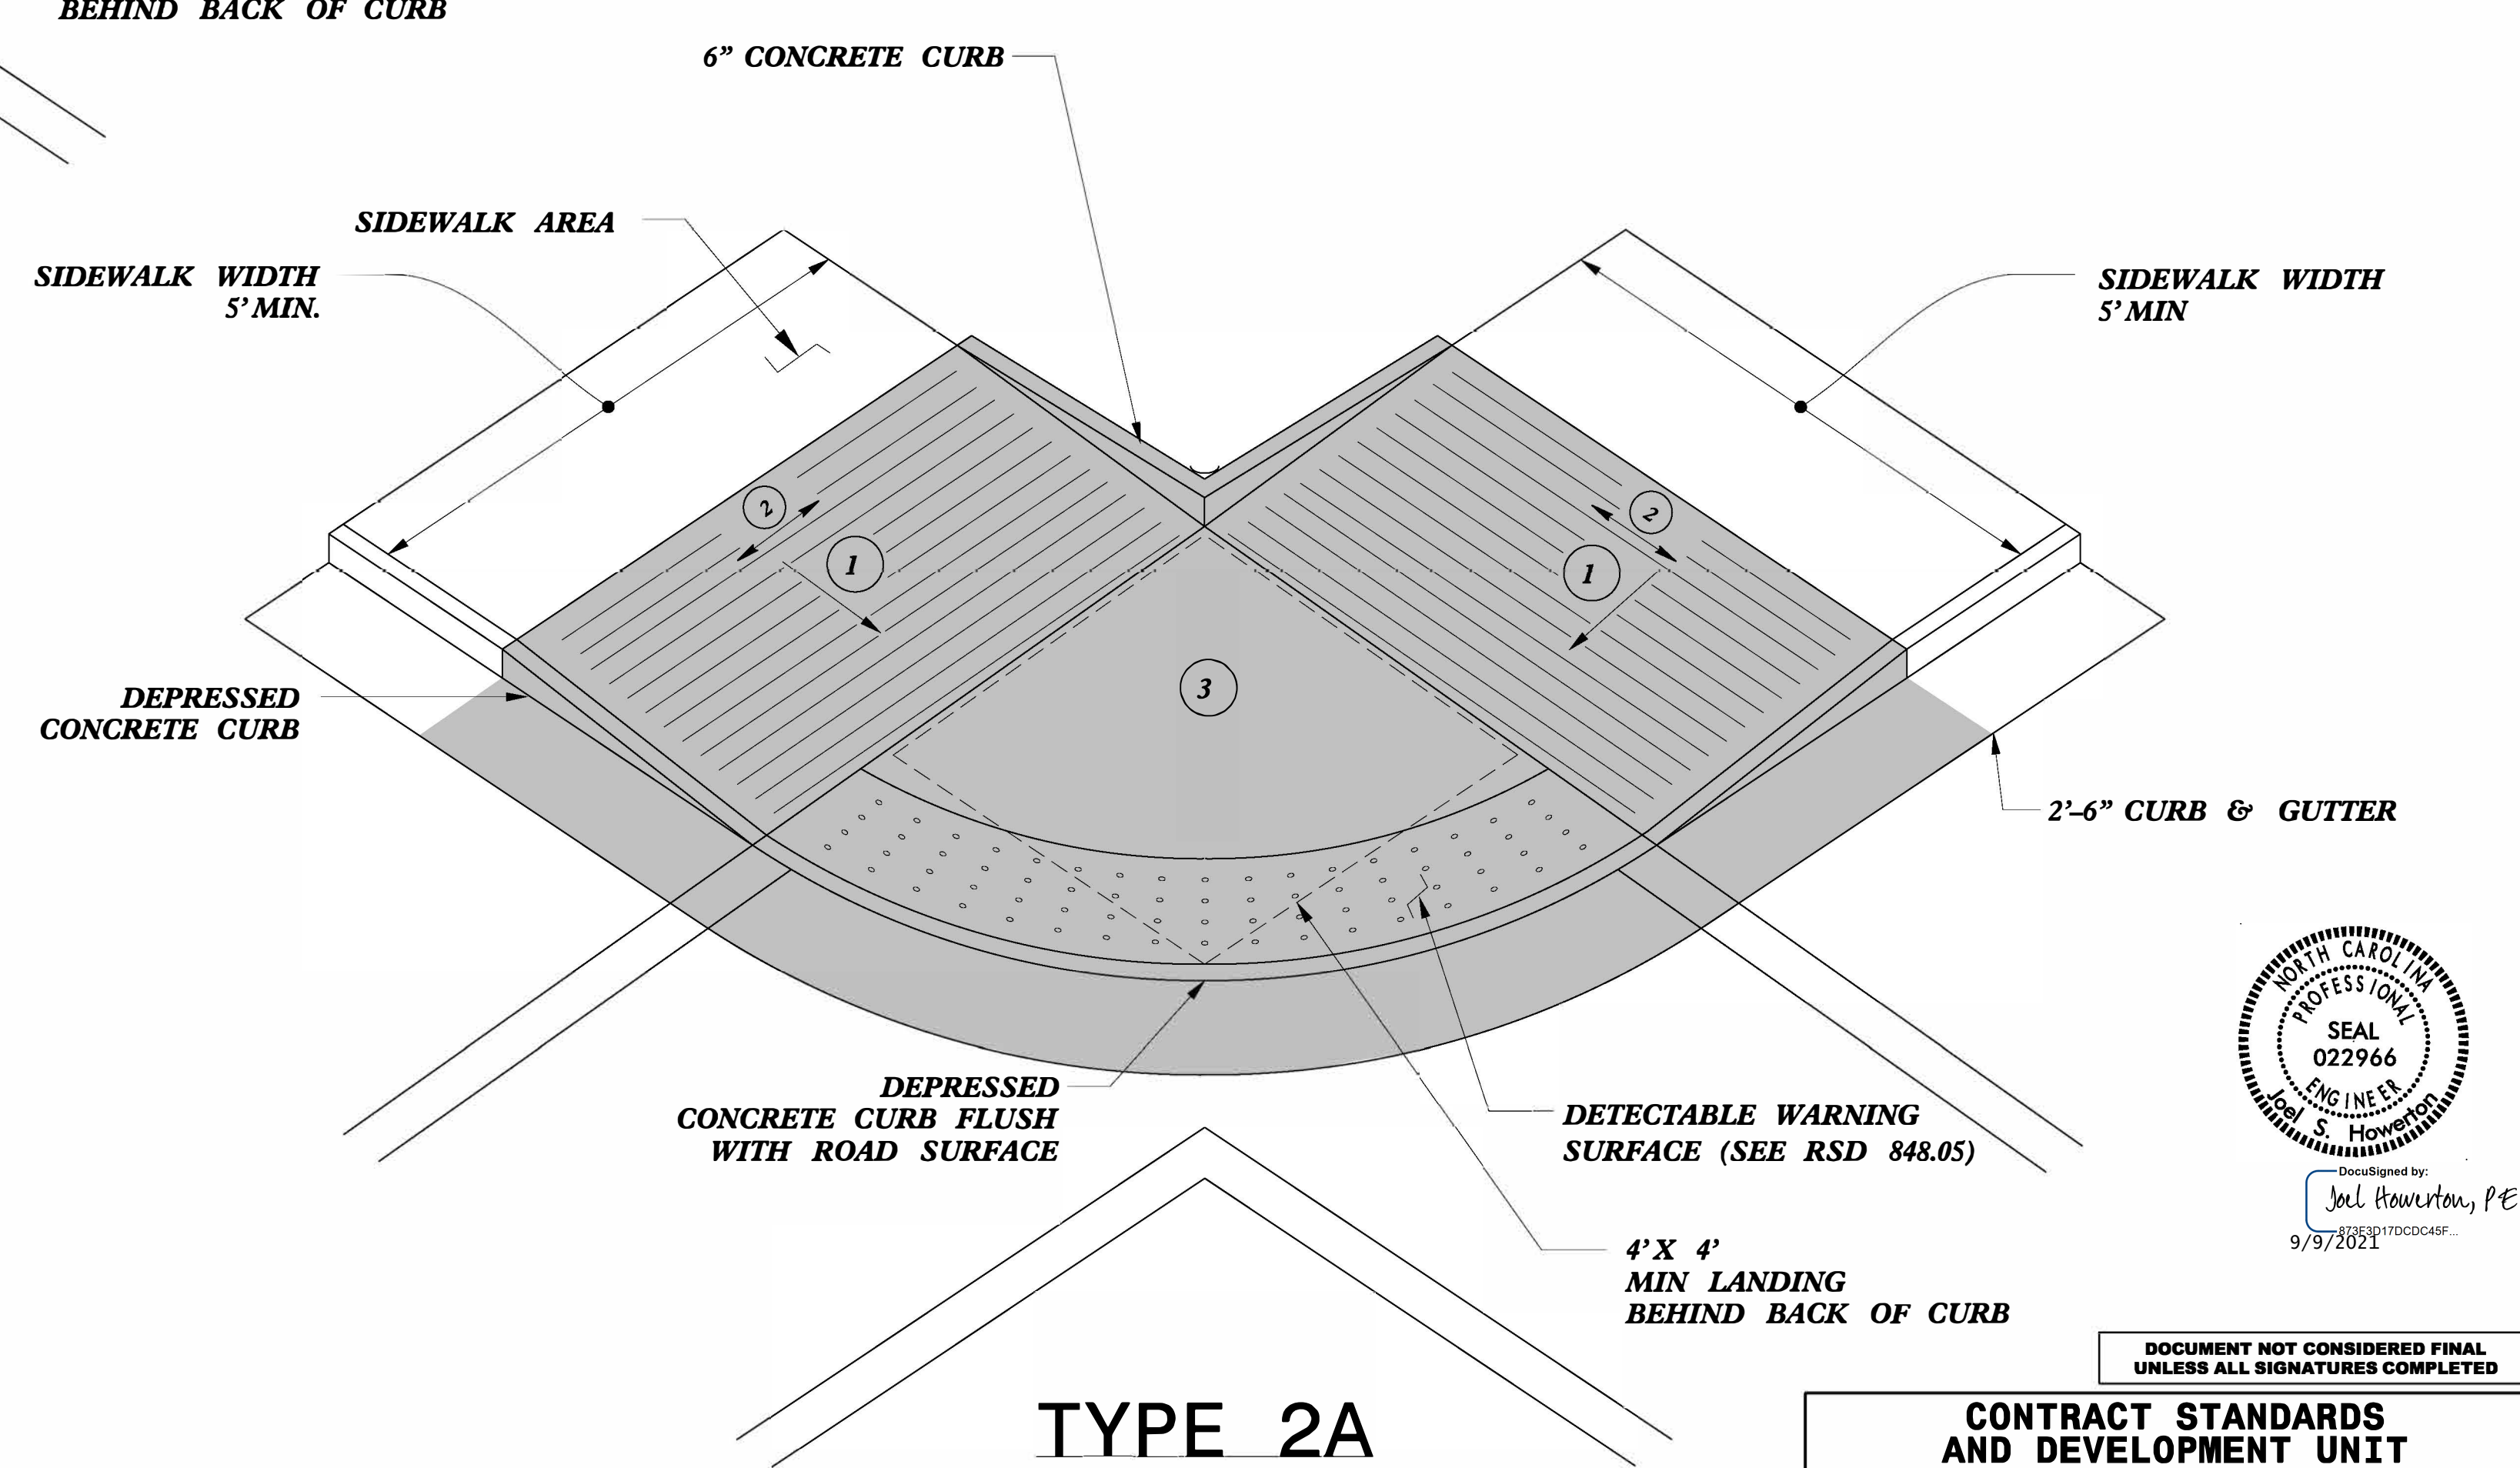 BEHIND BACK OF CURB
6” CONCRETE CURB
SIDEWALK AREA
SIDEWALK WIDTH
5’ MIN.
SIDEWALK WIDTH
5’ MIN
2
1
2
1
3
DEPRESSED
CONCRETE CURB
2’–6” CURB & GUTTER
DEPRESSED
CONCRETE CURB FLUSH
WITH ROAD SURFACE
DETECTABLE WARNING
SURFACE (SEE RSD 848.05)
4’ X 4’
MIN LANDING
BEHIND BACK OF CURB
NORTH CAROLINA
PROFESSIONAL
SEAL
022966
ENGINEER
Joel S. Howerton
DocuSigned by:
Joel Howerton, PE
873F3D17DCDC45F...
9/9/2021
DOCUMENT NOT CONSIDERED FINAL
UNLESS ALL SIGNATURES COMPLETED
TYPE 2A
CONTRACT STANDARDS
AND DEVELOPMENT UNIT